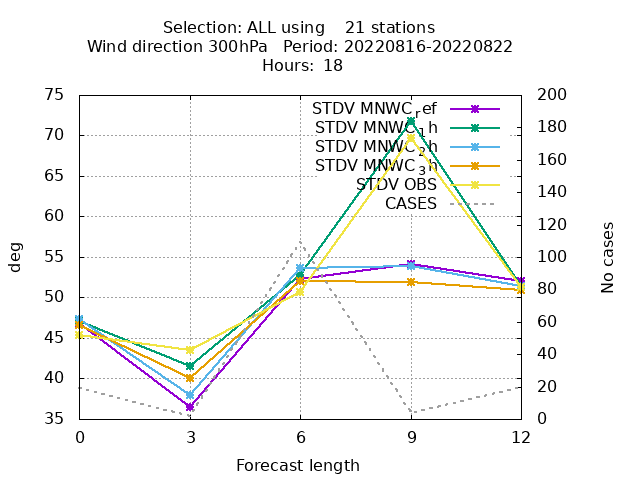 Selection: ALL using 21 stations
Wind direction 300hPa Period: 20220816-20220822
Hours: 18
75
70
65
60
55
50
45
40
35
deg
STDV MNWC_ref
STDV MNWC_1h
STDV MNWC_2h
STDV MNWC_3h
STDV OBS
CASES
200
180
160
140
120
100
80
60
40
20
0
No cases
0 3 6 9 12
Forecast length